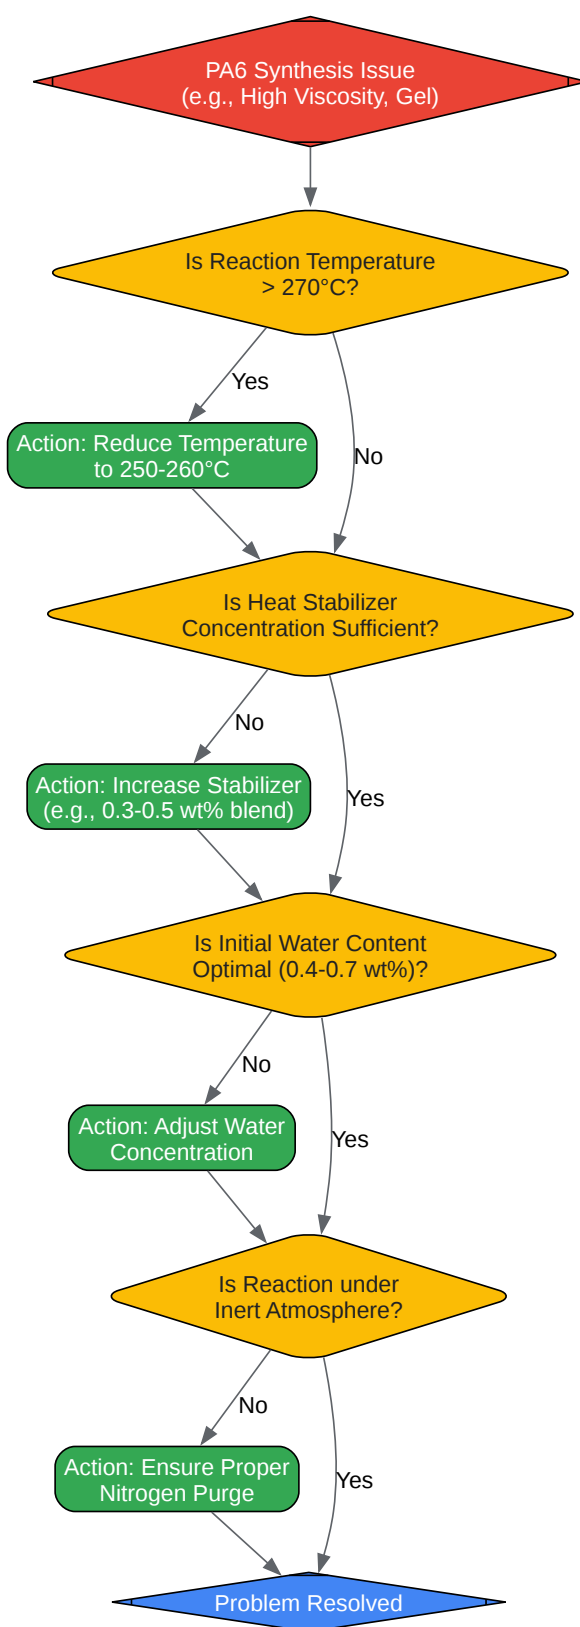 PA6 Synthesis Issue
(e.g., High Viscosity, Gel)
Is Reaction Temperature
> 270°C?
Yes
Action: Reduce Temperature
to 250-260°C
No
Is Heat Stabilizer
Concentration Sufficient?
No
Action: Increase Stabilizer
(e.g., 0.3-0.5 wt% blend)
Yes
Is Initial Water Content
Optimal (0.4-0.7 wt%)?
No
Action: Adjust Water
Concentration
Yes
Is Reaction under
Inert Atmosphere?
No
Action: Ensure Proper
Nitrogen Purge
Yes
Problem Resolved